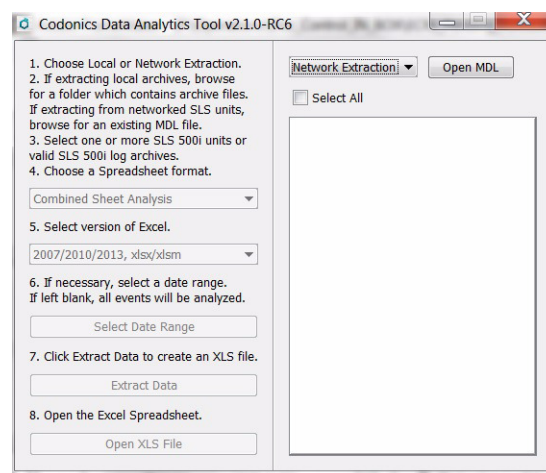 Codonics Data Analytics Tool v2.1.0-RC6
1. Choose Local or Network Extraction.
2. If extracting local archives, browse
for a folder which contains archive files.
If extracting from networked SLS units,
browse for an existing MDL file.
3. Select one or more SLS 500i units or
valid SLS 500i log archives.
4. Choose a Spreadsheet format.
Combined Sheet Analysis
5. Select version of Excel.
2007/2010/2013, xlsx/xlsm
6. If necessary, select a date range.
If left blank, all events will be analyzed.
Select Date Range
7. Click Extract Data to create an XLS file.
Extract Data
8. Open the Excel Spreadsheet.
Open XLS File
Network Extraction
Open MDL
Select All